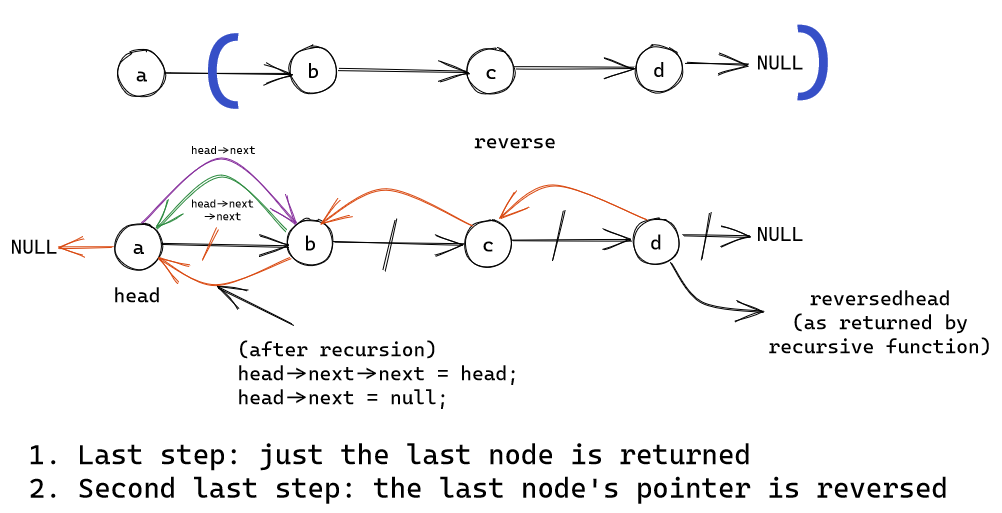 a
b
c
d
NULL
reverse
head->next
head->next
->next
NULL
a
b
c
d
NULL
head
reversedhead
(as returned by
recursive function)
(after recursion)
head->next->next = head;
head->next = null;
1. Last step: just the last node is returned
2. Second last step: the last node's pointer is reversed